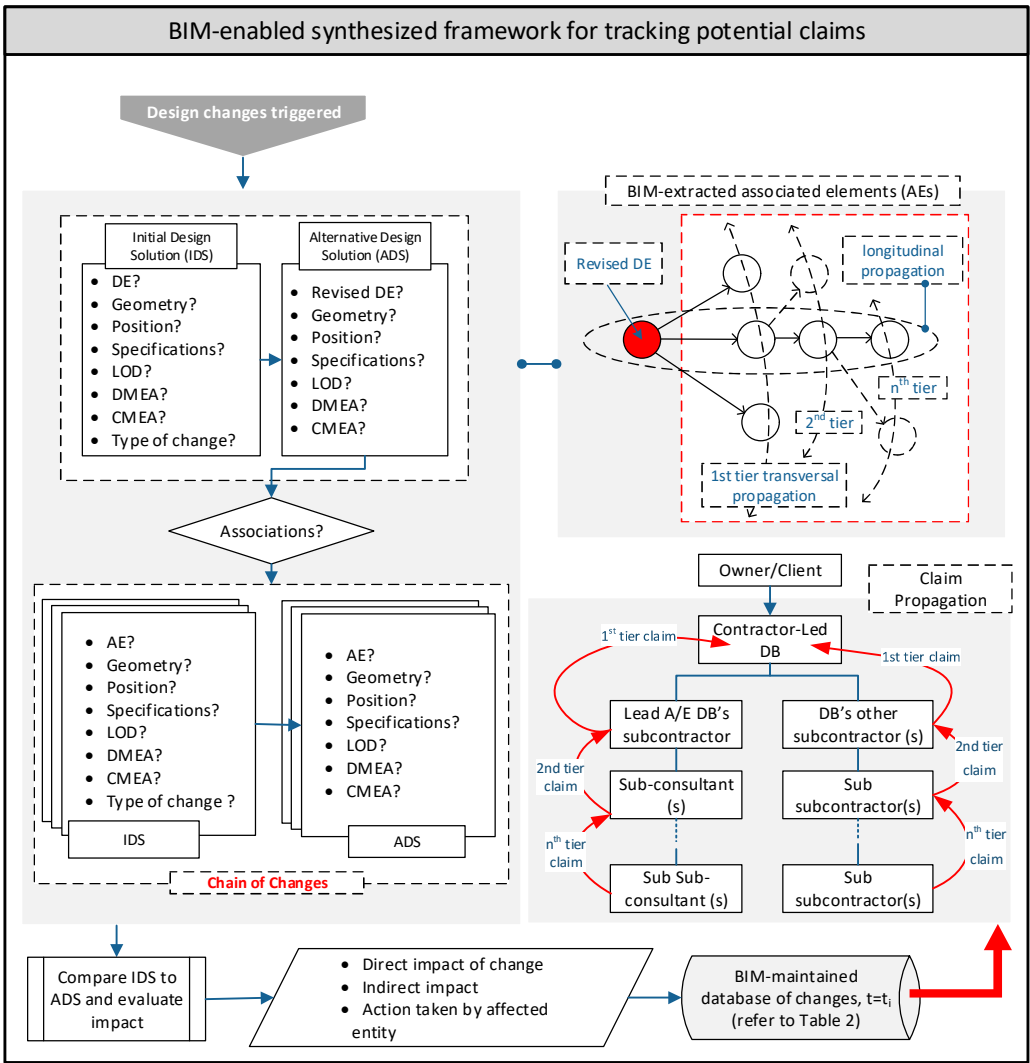 BIM-enabled synthesized framework for tracking potential claims
Design changes triggered
Initial Design
Solution (IDS)
• DE?
• Geometry?
• Position?
• Specifications?
• LOD?
• DMEA?
• CMEA?
• Type of change?
Alternative Design
Solution (ADS)
• Revised DE?
• Geometry?
• Position?
• Specifications?
• LOD?
• DMEA?
• CMEA?
Associations?
• AE?
• Geometry?
• Position?
• Specifications?
• LOD?
• DMEA?
• CMEA?
• Type of change ?
IDS
• AE?
• Geometry?
• Position?
• Specifications?
• LOD?
• DMEA?
• CMEA?
ADS
Chain of Changes
BIM-extracted associated elements (AEs)
Revised DE
longitudinal
propagation
nth tier
2nd tier
1st tier transversal
propagation
Owner/Client
Claim
Propagation
Contractor-Led
DB
1st tier claim
1st tier claim
Lead A/E DB's
subcontractor
DB's other
subcontractor (s)
2nd tier
claim
2nd tier
claim
Sub-consultant
(s)
Sub
subcontractor(s)
nth tier
claim
nth tier
claim
Sub Sub-
consultant (s)
Sub
subcontractor(s)
Compare IDS to
ADS and evaluate
impact
• Direct impact of change
• Indirect impact
• Action taken by affected
entity
BIM-maintained
database of changes, t=ti
(refer to Table 2)